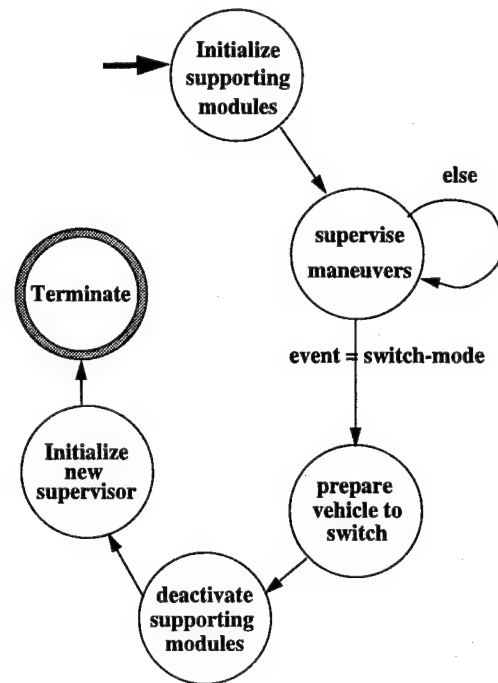 Initialize
supporting
modules
else
supervise
maneuvers
Terminate
event = switch-mode
Initialize
new
supervisor
prepare
vehicle to
switch
deactivate
supporting
modules